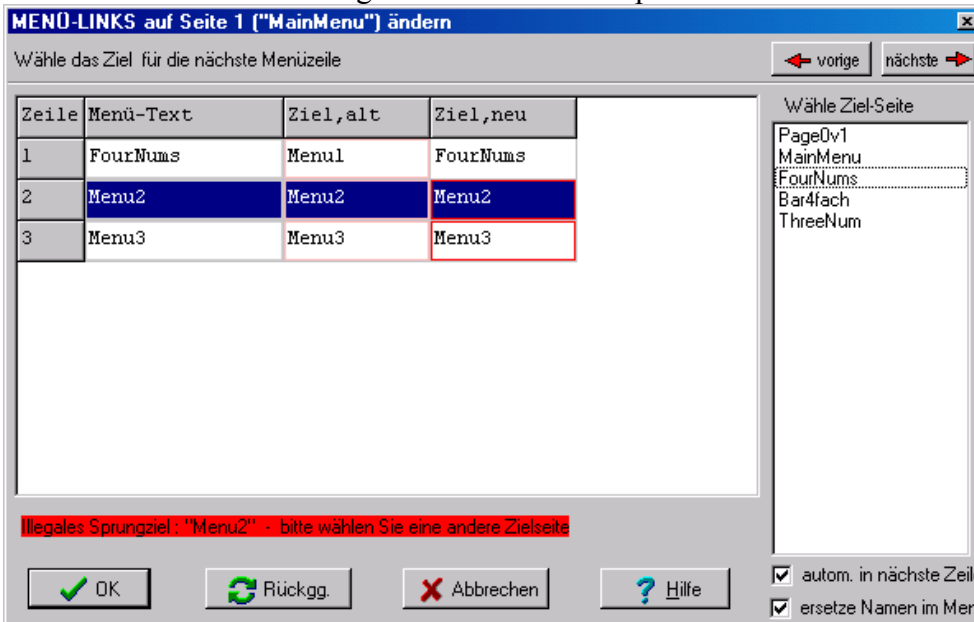 MENÜ-LINKS auf Seite 1 ("MainMenu") ändern
Wähle das Ziel für die nächste Menüzeile
vorige
nächste
Zeile Menü-Text Ziel,alt Ziel,neu
1 FourNums Menu1 FourNums
2 Menu2 Menu2 Menu2
3 Menu3 Menu3 Menu3
Wähle Ziel-Seite
Page0v1
MainMenu
FourNums
Bar4fach
ThreeNum
Illegales Sprungziel : "Menu2" - bitte wählen Sie eine andere Zielseite
OK
Rückgg.
Abbrechen
? Hilfe
autom. in nächste Zeil
ersetze Namen im Men